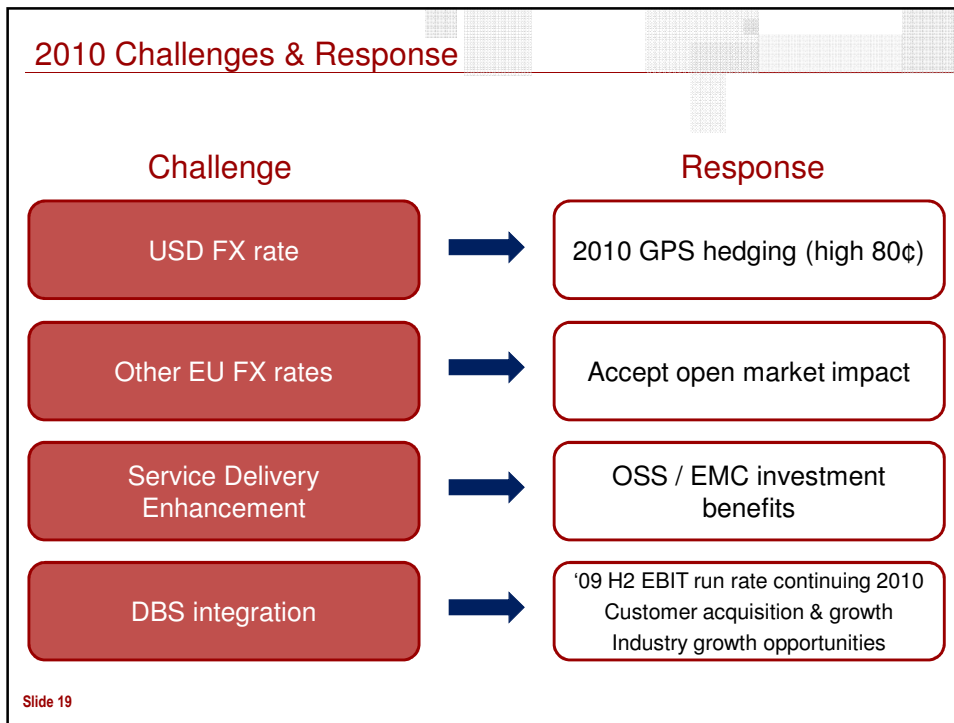 2010 Challenges & Response
Challenge
Response
USD FX rate
2010 GPS hedging (high 80¢)
Other EU FX rates
Accept open market impact
Service Delivery
Enhancement
OSS / EMC investment
benefits
DBS integration
‘09 H2 EBIT run rate continuing 2010
Customer acquisition & growth
Industry growth opportunities
Slide 19